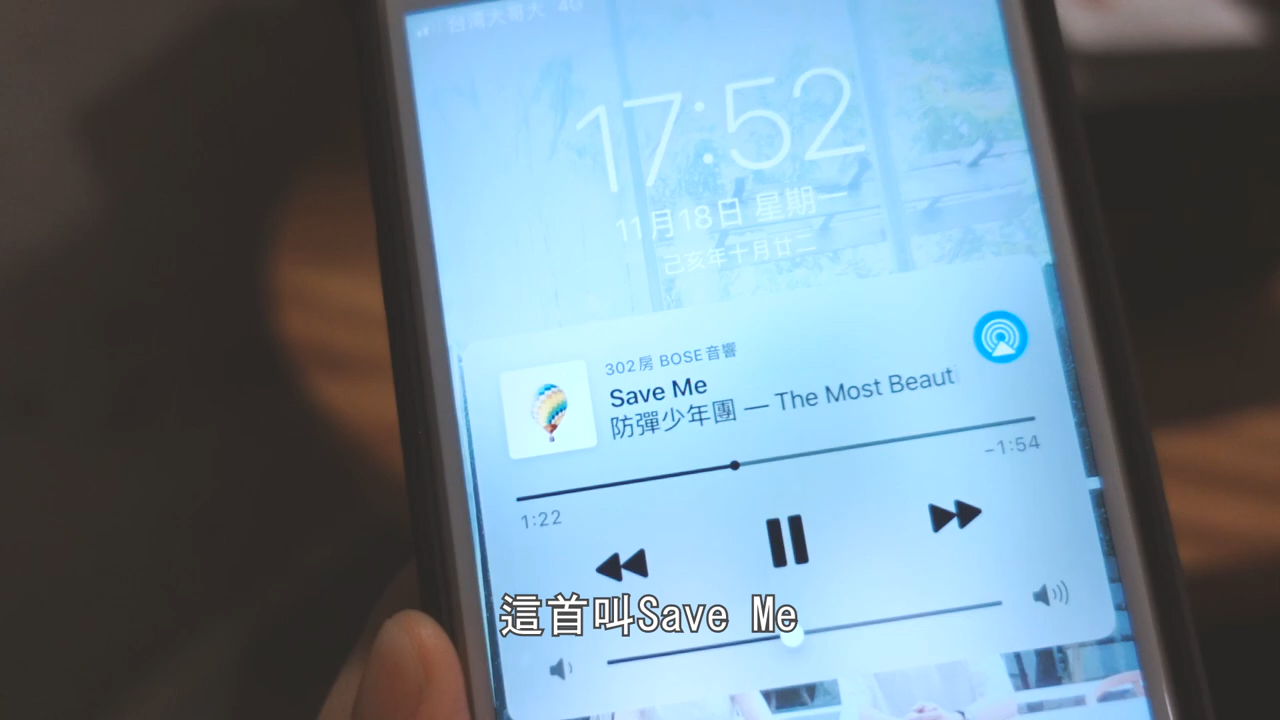 台灣大哥大 4G
17:52
11月18日 星期一
己亥年十月廿二
302房 BOSE音響
Save Me
防彈少年團 — The Most Beaut
1:22
-1:54
這首叫Save Me